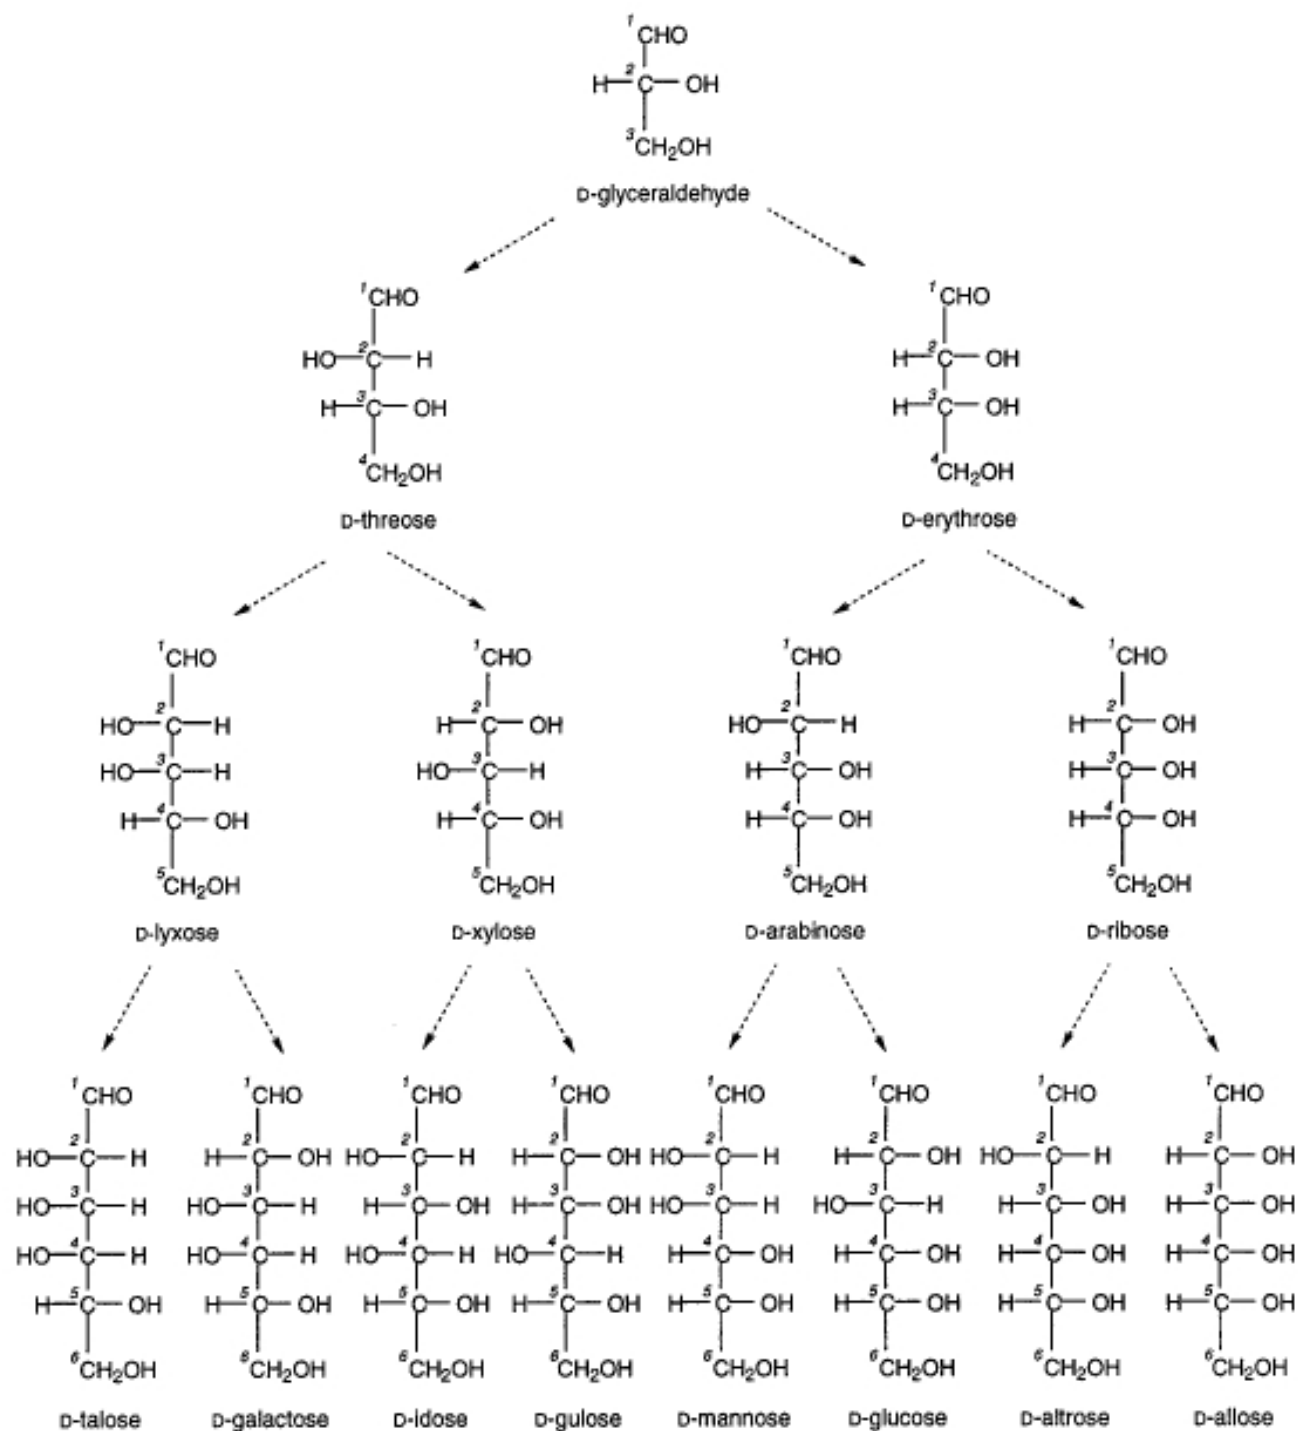 1CHO
H 2C OH
3CH2OH
D-glyceraldehyde
1CHO 1CHO
HO 2C H H 2C OH
H 3C OH H 3C OH
4CH2OH 4CH2OH
D-threose D-erythrose
1CHO 1CHO 1CHO 1CHO
HO 2C H H 2C OH HO 2C H H 2C OH
HO 3C H HO 3C H H 3C OH H 3C OH
H 4C OH H 4C OH H 4C OH H 4C OH
5CH2OH 5CH2OH 5CH2OH 5CH2OH
D-lyxose D-xylose D-arabinose D-ribose
1CHO 1CHO 1CHO 1CHO 1CHO 1CHO 1CHO 1CHO
HO 2C H H 2C OH HO 2C H H 2C OH HO 2C H H 2C OH HO 2C H H 2C OH
HO 3C H HO 3C H H 3C OH H 3C OH HO 3C H HO 3C H H 3C OH H 3C OH
HO 4C H HO 4C H HO 4C H HO 4C H H 4C OH H 4C OH H 4C OH H 4C OH
H 5C OH H 5C OH H 5C OH H 5C OH H 5C OH H 5C OH H 5C OH H 5C OH
6CH2OH 6CH2OH 6CH2OH 6CH2OH 6CH2OH 6CH2OH 6CH2OH 6CH2OH
D-talose D-galactose D-idose D-gulose D-mannose D-glucose D-altrose D-allose